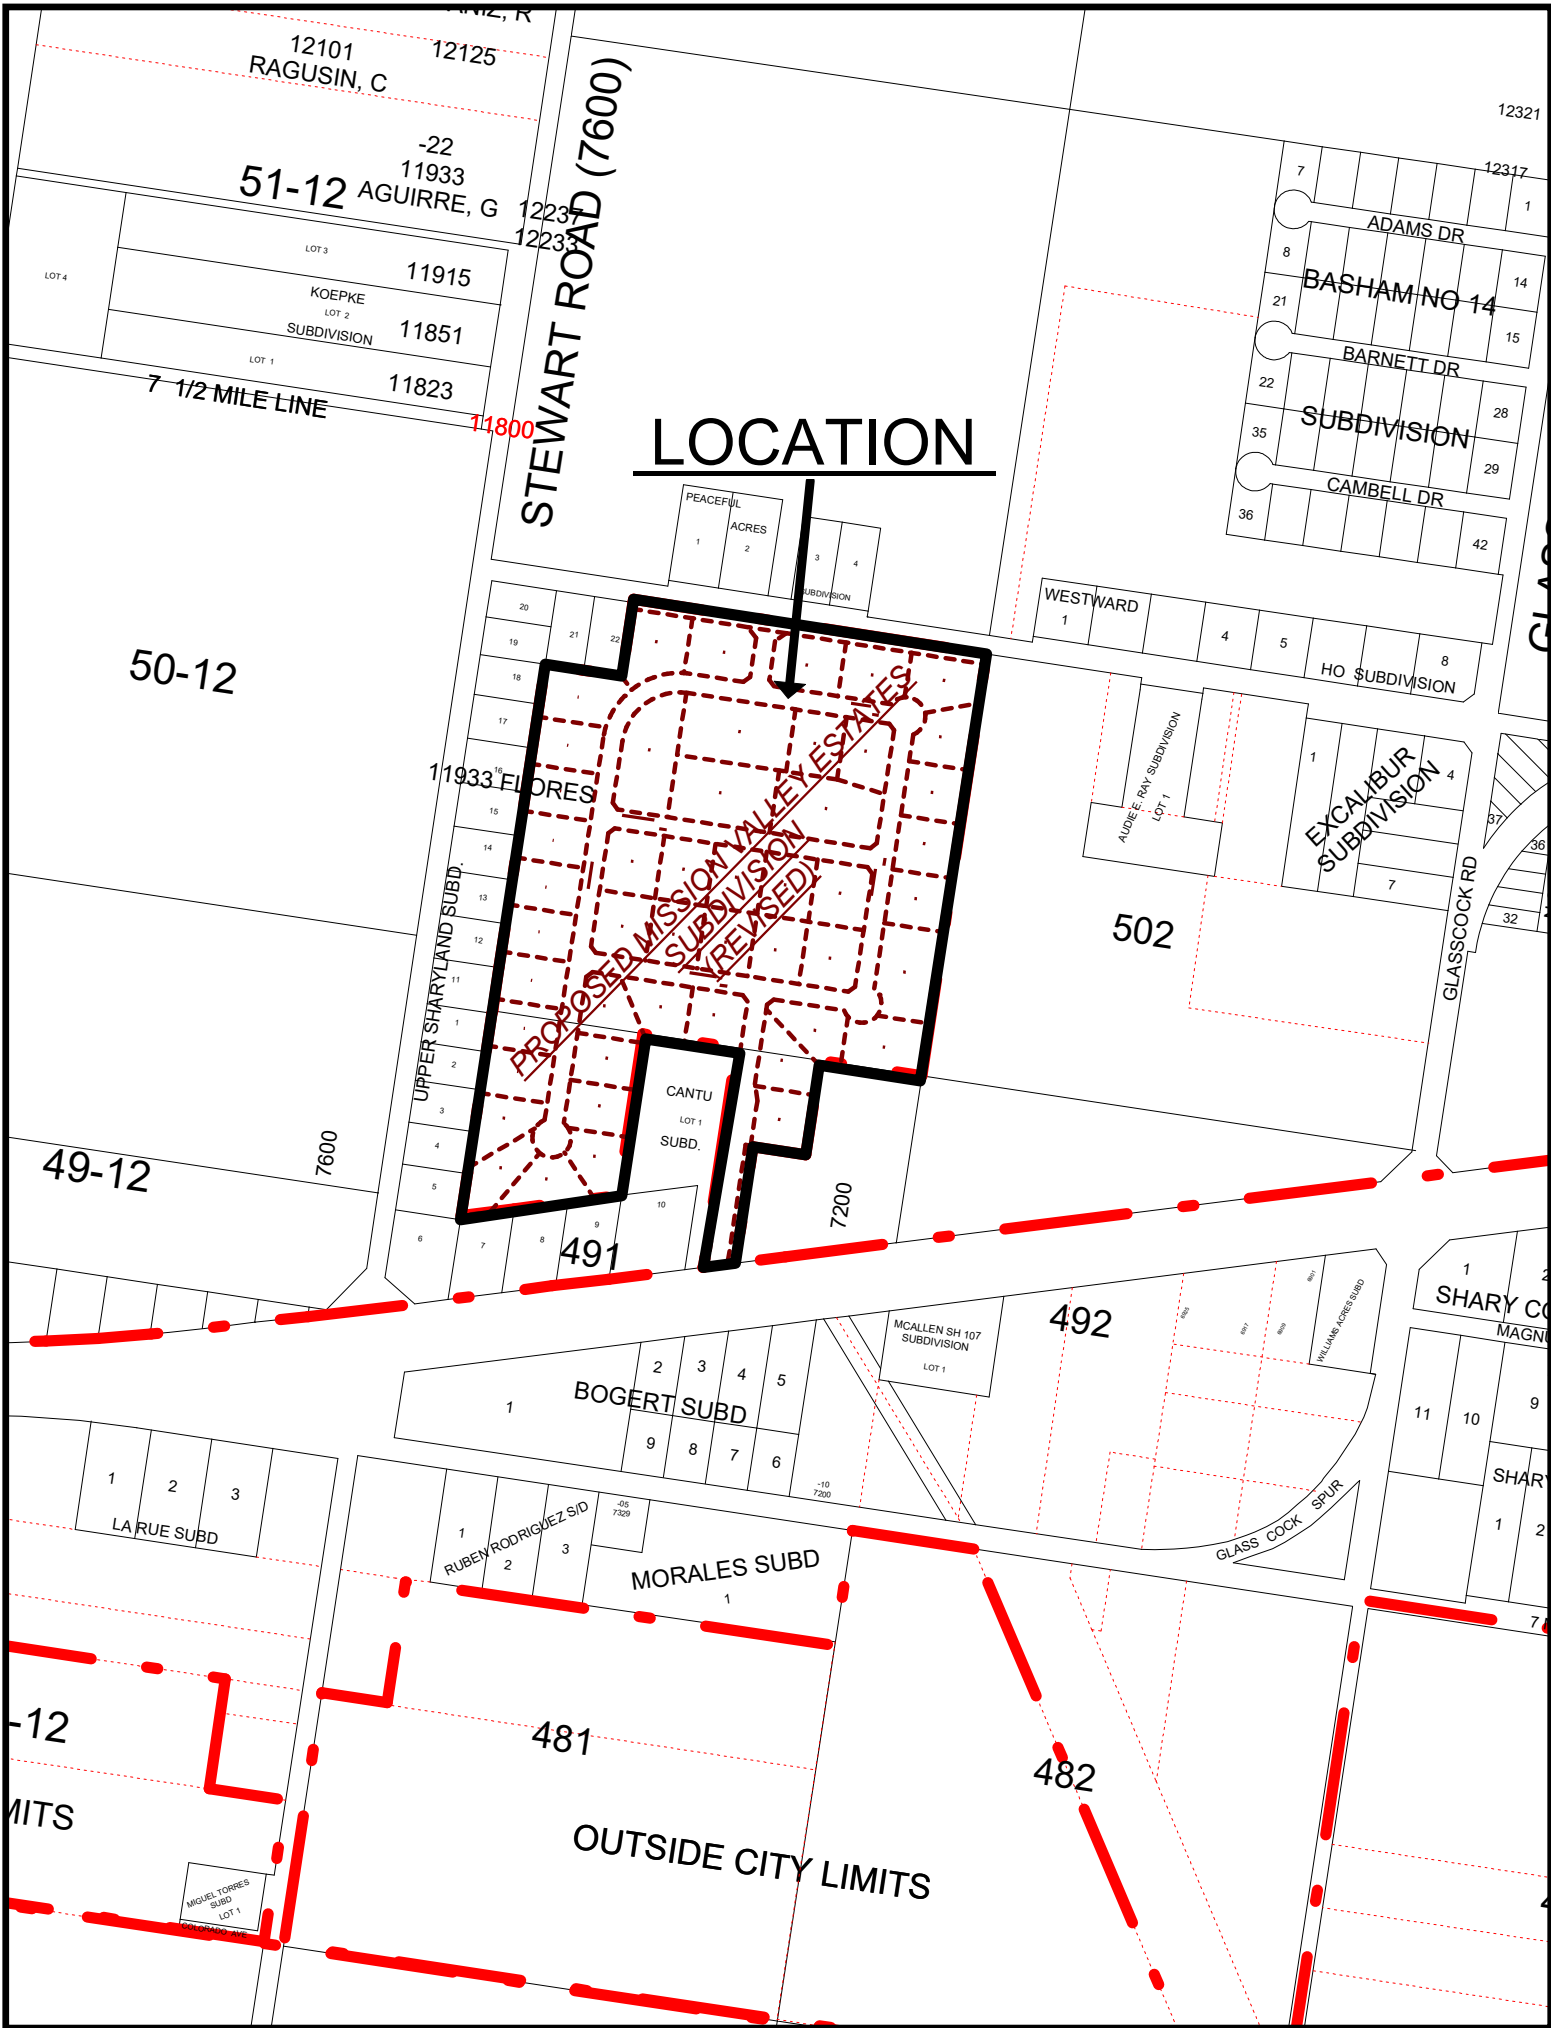 12101
12125
RAGUSIN, C
-22
11933
AGUIRRE, G
51-12
12237
12233
STEWART ROAD (7600)
LOT 3
11915
LOT 4
KOEPKE
LOT 2
SUBDIVISION
11851
LOT 1
11823
7 1/2 MILE LINE
11800
LOCATION
12321
12317
7
1
ADAMS DR
8
14
BASHAM NO 14
21
15
BARNETT DR
22
28
SUBDIVISION
35
29
CAMBELL DR
36
42
PEACEFUL
ACRES
1
2
3
4
SUBDIVISION
WESTWARD
1
4
5
8
HO SUBDIVISION
50-12
20
19
21
22
18
17
16
11933 FLORES
15
14
13
12
11
1
2
3
4
5
6
7
8
9
10
UPPER SHARYLAND SUBD.
PROPOSED MISSION VALLEY ESTATES
SUBDIVISION
(REVISED)
CANTU
LOT 1
SUBD.
AUDIE E. RAY SUBDIVISION
LOT 1
1
4
EXCALIBUR
SUBDIVISION
7
37
36
32
GLASSCOCK RD
502
49-12
7600
7200
491
492
MCALLEN SH 107
SUBDIVISION
LOT 1
WILLIAMS ACRES SUBD
1
SHARY
MAGN
11
10
9
SHARY
1
2
2
3
4
5
1
BOGERT SUBD
9
8
7
6
-10
7200
1
2
3
LA RUE SUBD
1
2
3
RUBEN RODRIGUEZ S/D
-05
7329
MORALES SUBD
1
GLASS COCK SPUR
7
-12
481
482
MITS
OUTSIDE CITY LIMITS
MIGUEL TORRES
SUBD
LOT 1
COLORADO AVE